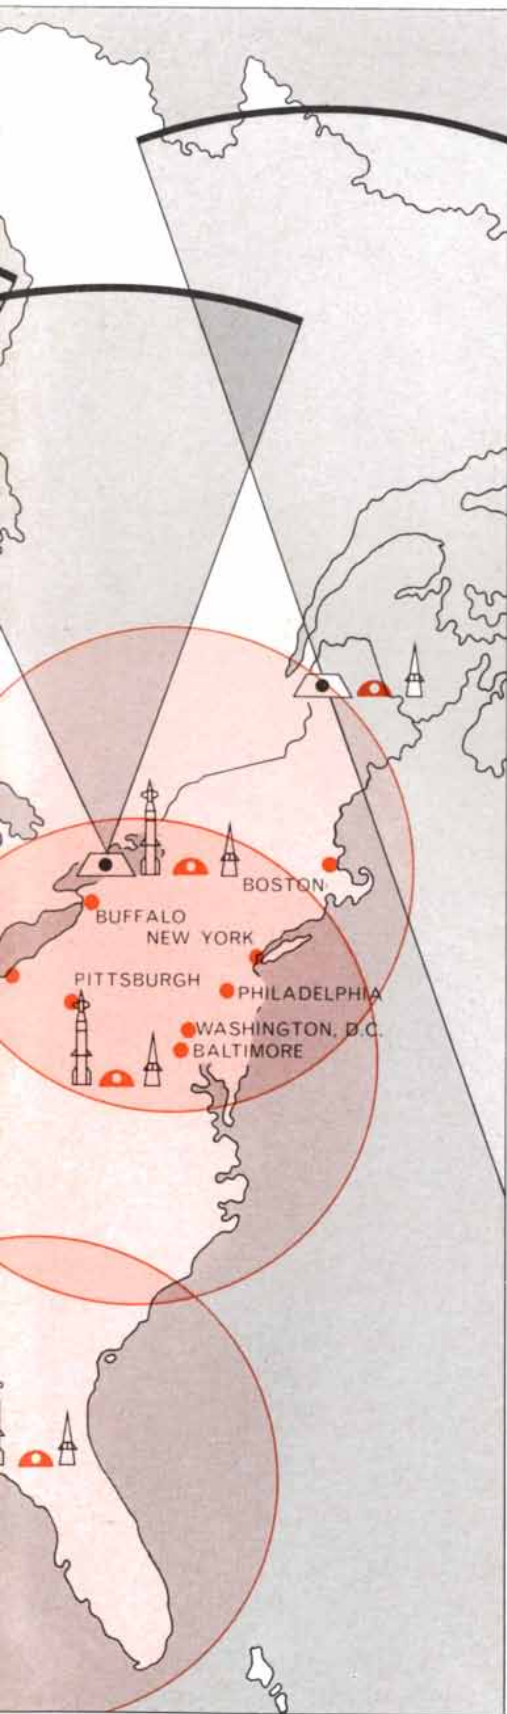 BOSTON
BUFFALO
NEW YORK
PITTSBURGH
PHILADELPHIA
WASHINGTON, D.C.
BALTIMORE